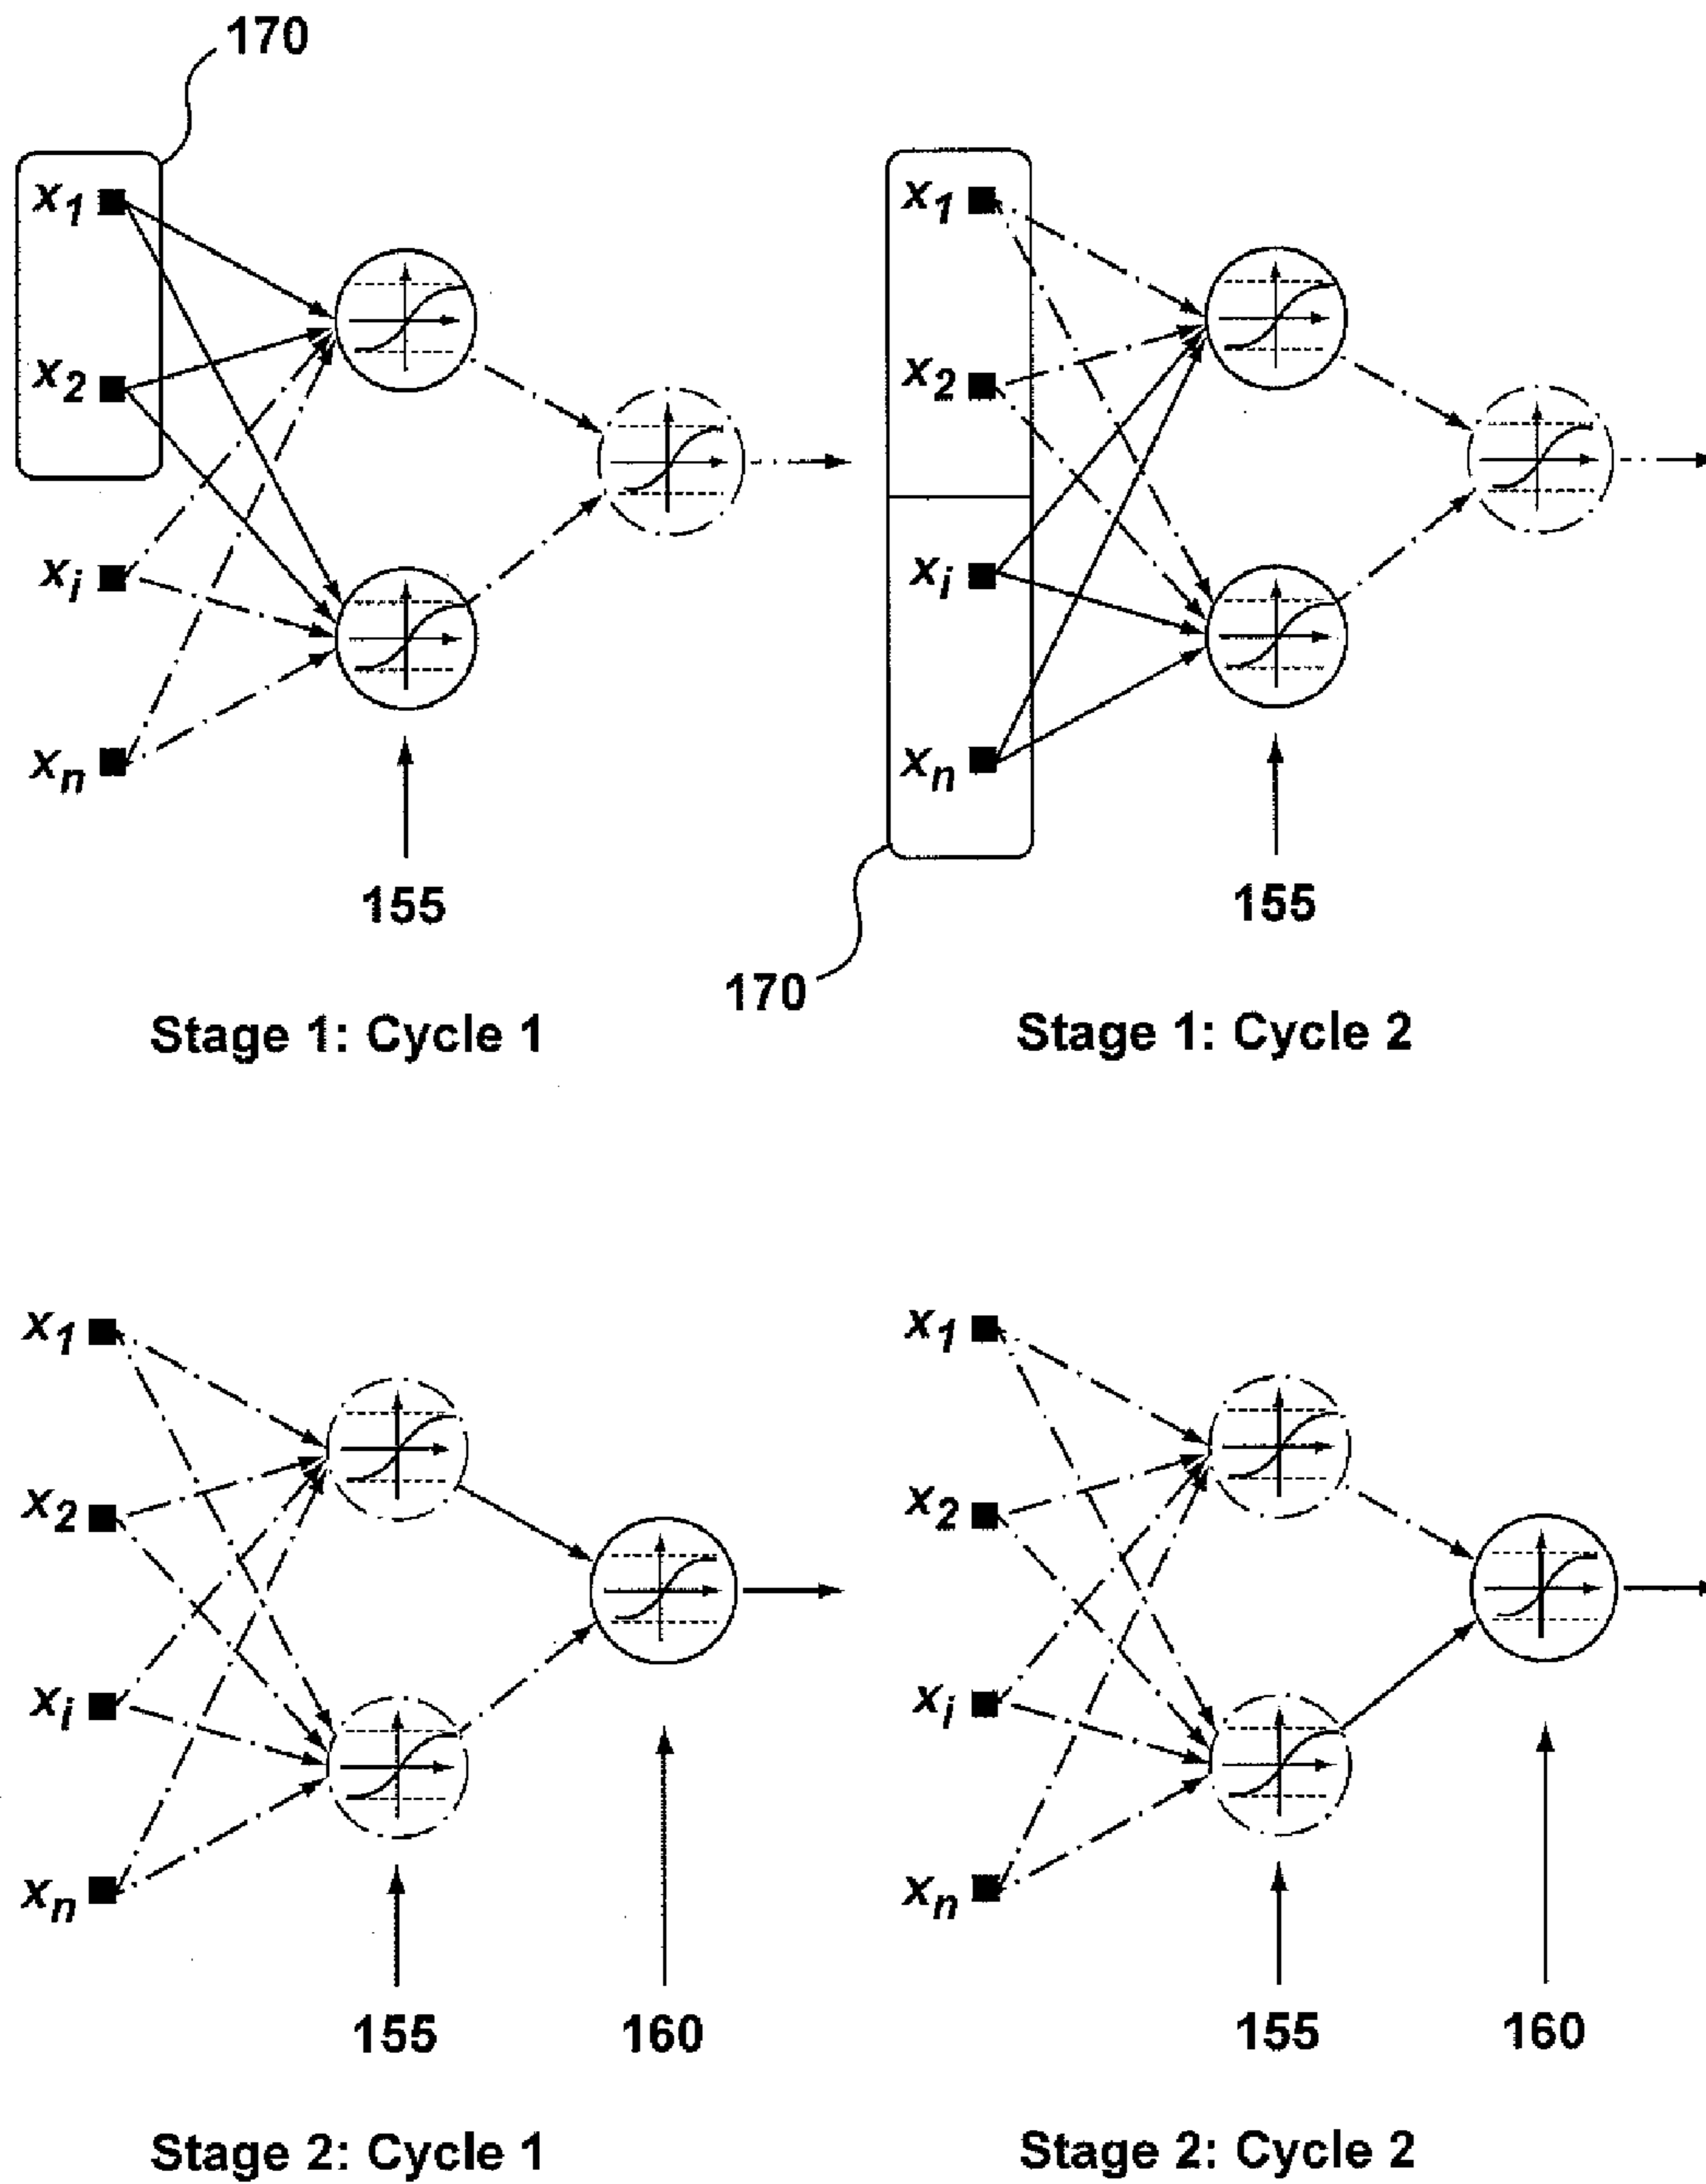 170
x1
x2
xi
xn
155
Stage 1: Cycle 1
x1
x2
xi
xn
155
170
Stage 1: Cycle 2
x1
x2
xi
xn
155
160
Stage 2: Cycle 1
x1
x2
xi
xn
155
160
Stage 2: Cycle 2